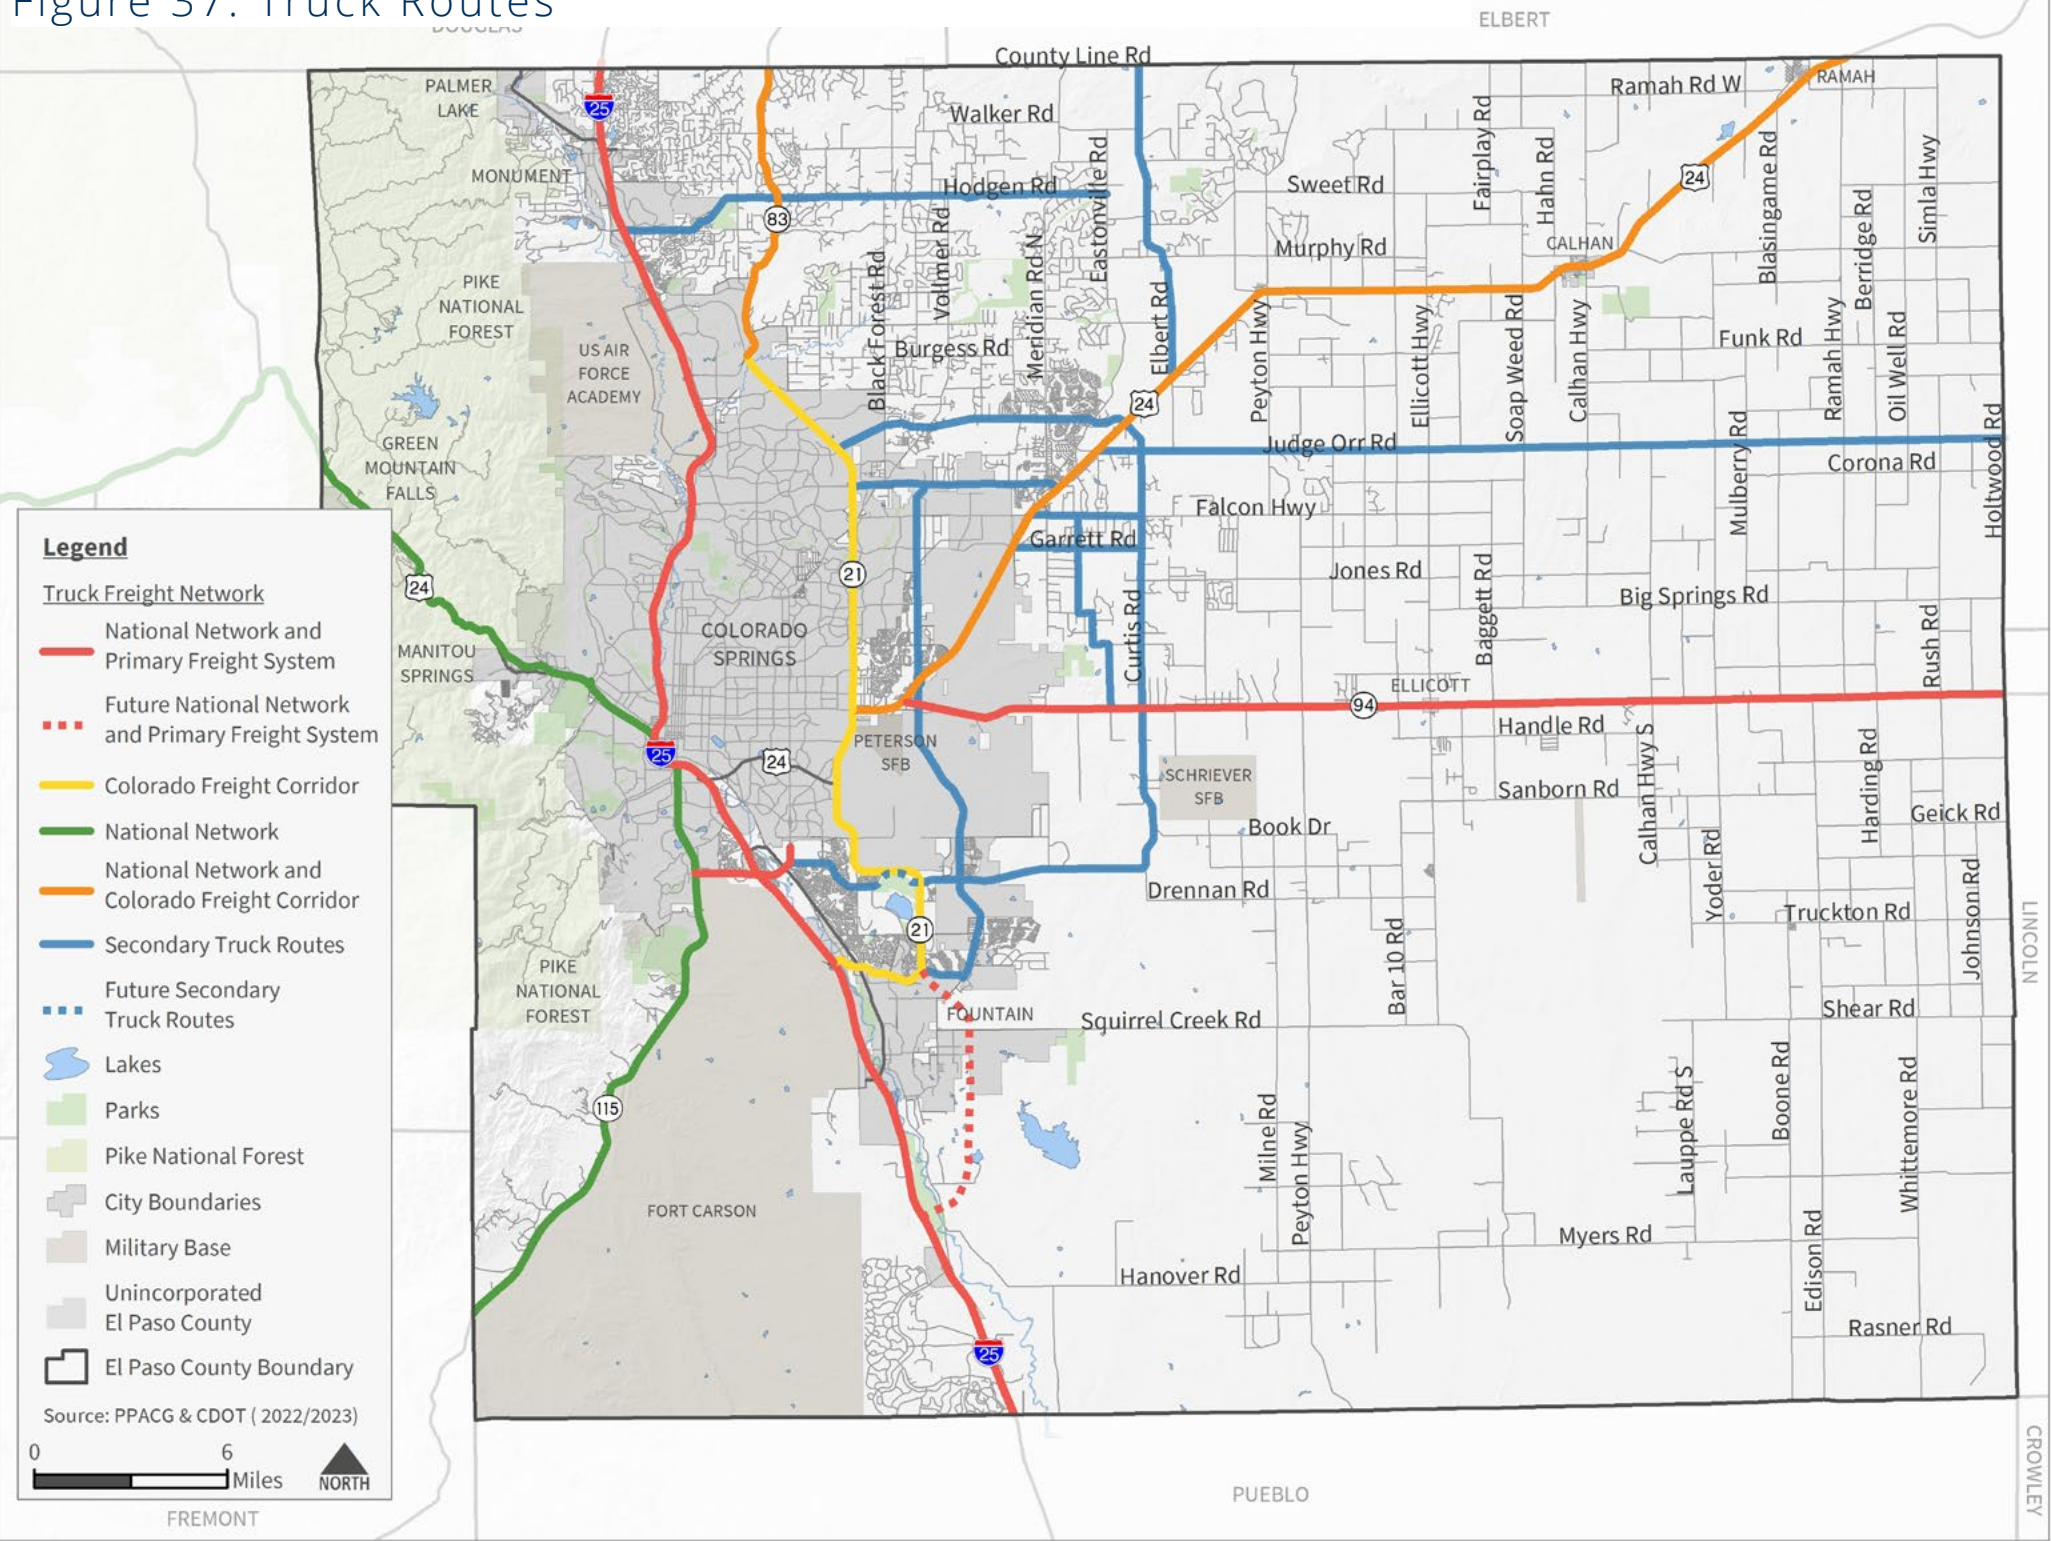 Figure 37: Truck Routes
DOUGLAS
ELBERT
County Line Rd
PALMER
LAKE
25
Walker Rd
Ramah Rd W
RAMAH
Fairplay Rd
Hahn Rd
Blasingame Rd
Simla Hwy
Eastonville Rd
MONUMENT
Hodgen Rd
Sweet Rd
24
83
Vollmer Rd
Meridian Rd N
Murphy Rd
CALHAN
Berridge Rd
Black Forest Rd
PIKE
NATIONAL
FOREST
Elbert Rd
Peyton Hwy
Ellicott Hwy
Soap Weed Rd
Calhan Hwy
Funk Rd
Ramah Hwy
Oil Well Rd
US AIR
FORCE
ACADEMY
Burgess Rd
24
GREEN
MOUNTAIN
FALLS
Judge Orr Rd
Mulberry Rd
Corona Rd
Holtwood Rd
Falcon Hwy
Garrett Rd
Jones Rd
Baggett Rd
Big Springs Rd
Rush Rd
24
21
Curtis Rd
COLORADO
SPRINGS
MANITOU
SPRINGS
ELLICOTT
94
Handle Rd
25
24
PETERSON
SFB
SCHRIEVER
SFB
Sanborn Rd
Calhan Hwy S
Harding Rd
Geick Rd
Book Dr
Yoder Rd
Johnson Rd
Drennan Rd
Truckton Rd
LINCOLN
21
Bar 10 Rd
PIKE
NATIONAL
FOREST
FOUNTAIN
Squirrel Creek Rd
Shear Rd
115
Milne Rd
Peyton Hwy
Lauppe Rd S
Boone Rd
Whittemore Rd
FORT CARSON
Myers Rd
Edison Rd
Hanover Rd
Rasner Rd
25
Legend
Truck Freight Network
National Network and
Primary Freight System
Future National Network
and Primary Freight System
Colorado Freight Corridor
National Network
National Network and
Colorado Freight Corridor
Secondary Truck Routes
Future Secondary
Truck Routes
Lakes
Parks
Pike National Forest
City Boundaries
Military Base
Unincorporated
El Paso County
El Paso County Boundary
Source: PPACG & CDOT ( 2022/2023)
0 6
Miles
NORTH
FREMONT
PUEBLO
CROWLEY